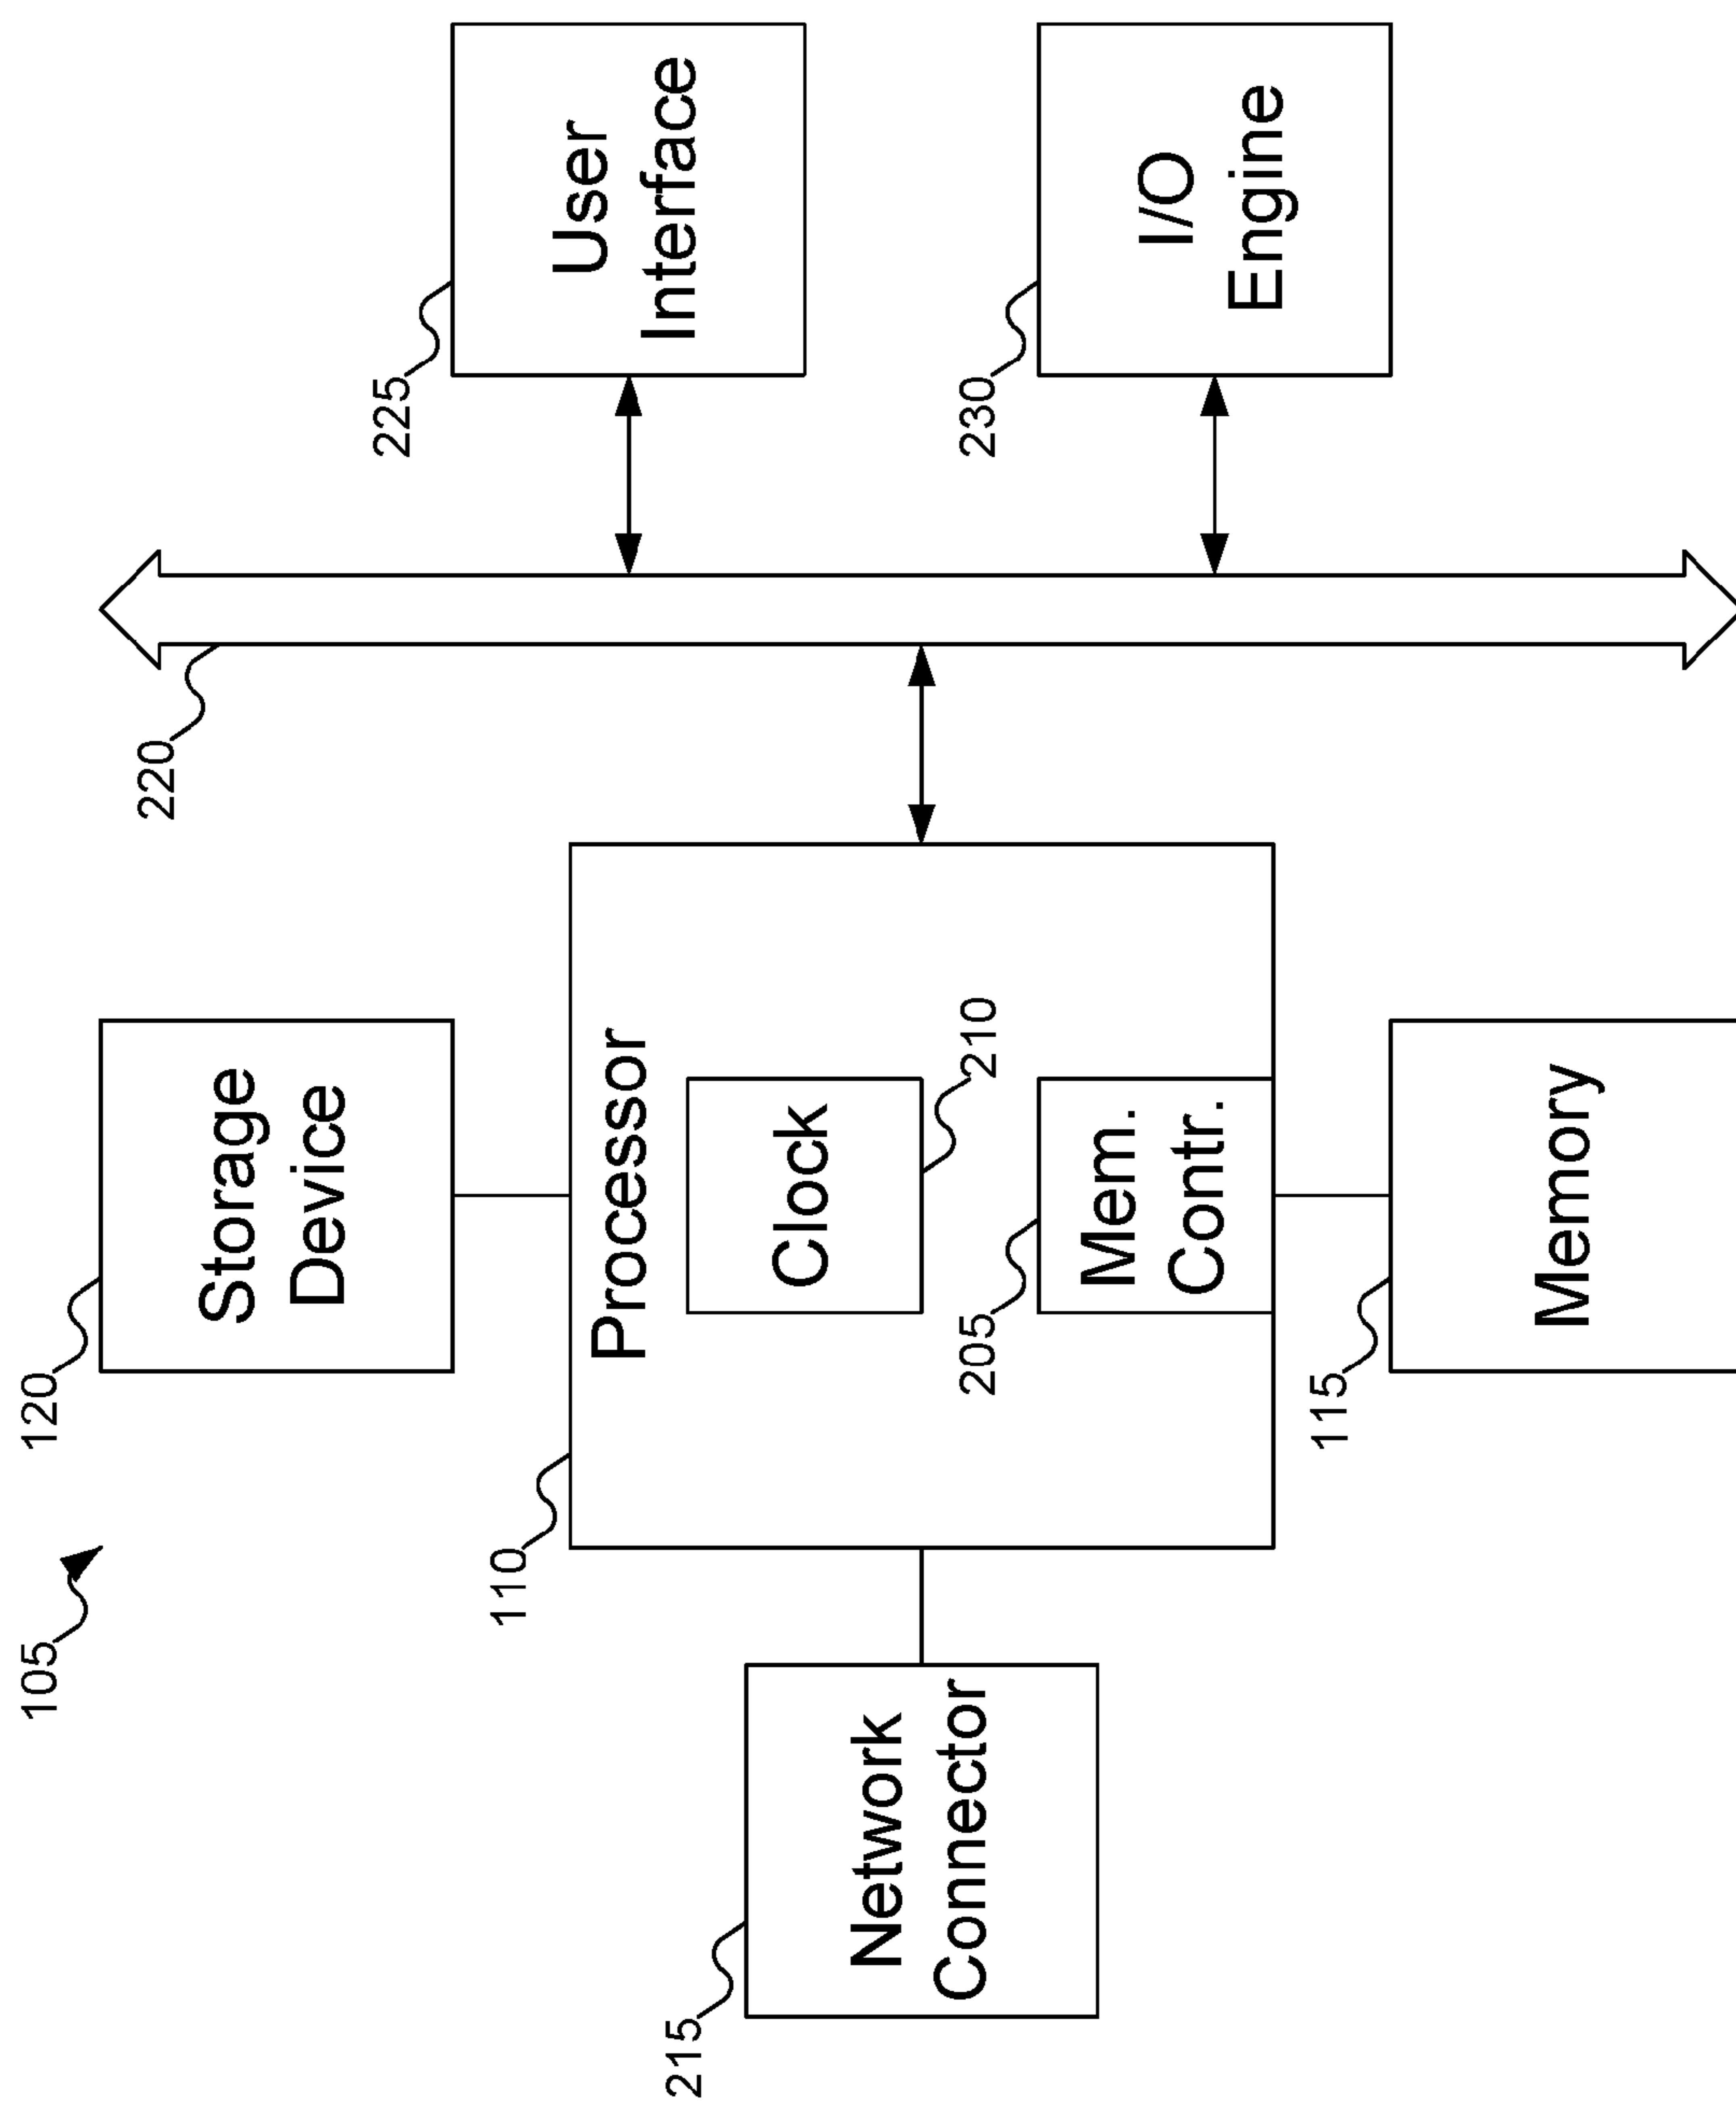 105
120
Storage
Device
220
225
User
Interface
110
Processor
Clock
210
215
Network
Connector
205
Mem.
Contr.
230
I/O
Engine
115
Memory